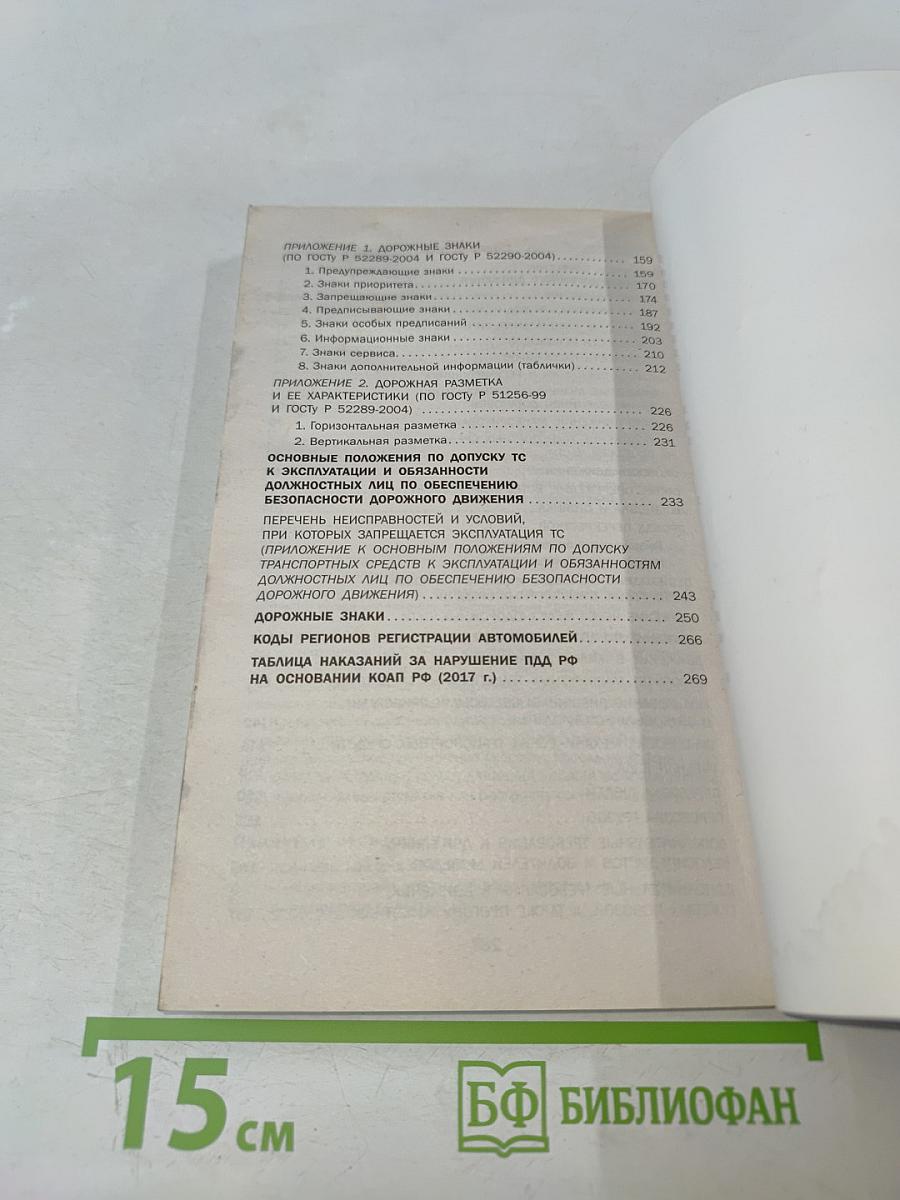 ПРИЛОЖЕНИЕ 1. ДОРОЖНЫЕ ЗНАКИ
(ПО ГОСТу Р 52289-2004 И ГОСТу Р 52290-2004) ............ 159
1. Предупреждающие знаки ............ 159
2. Знаки приоритета ............ 170
3. Запрещающие знаки ............ 174
4. Предписывающие знаки ............ 187
5. Знаки особых предписаний ............ 192
6. Информационные знаки ............ 203
7. Знаки сервиса ............ 210
8. Знаки дополнительной информации (таблички) ............ 212
ПРИЛОЖЕНИЕ 2. ДОРОЖНАЯ РАЗМЕТКА
И ЕЕ ХАРАКТЕРИСТИКИ (ПО ГОСТу Р 51256-99
И ГОСТу Р 52289-2004) ............ 226
1. Горизонтальная разметка ............ 226
2. Вертикальная разметка ............ 231
ОСНОВНЫЕ ПОЛОЖЕНИЯ ПО ДОПУСКУ ТС
К ЭКСПЛУАТАЦИИ И ОБЯЗАННОСТИ
ДОЛЖНОСТНЫХ ЛИЦ ПО ОБЕСПЕЧЕНИЮ
БЕЗОПАСНОСТИ ДОРОЖНОГО ДВИЖЕНИЯ ............ 233
ПЕРЕЧЕНЬ НЕИСПРАВНОСТЕЙ И УСЛОВИЙ,
ПРИ КОТОРЫХ ЗАПРЕЩАЕТСЯ ЭКСПЛУАТАЦИЯ ТС
(ПРИЛОЖЕНИЕ К ОСНОВНЫМ ПОЛОЖЕНИЯМ ПО ДОПУСКУ
ТРАНСПОРТНЫХ СРЕДСТВ К ЭКСПЛУАТАЦИИ И ОБЯЗАННОСТЯМ
ДОЛЖНОСТНЫХ ЛИЦ ПО ОБЕСПЕЧЕНИЮ БЕЗОПАСНОСТИ
ДОРОЖНОГО ДВИЖЕНИЯ) ............ 243
ДОРОЖНЫЕ ЗНАКИ ............ 250
КОДЫ РЕГИОНОВ РЕГИСТРАЦИИ АВТОМОБИЛЕЙ ............ 266
ТАБЛИЦА НАКАЗАНИЙ ЗА НАРУШЕНИЕ ПДД РФ
НА ОСНОВАНИИ КОАП РФ (2017 г.) ............ 269
15 см
БФ БИБЛИОФАН